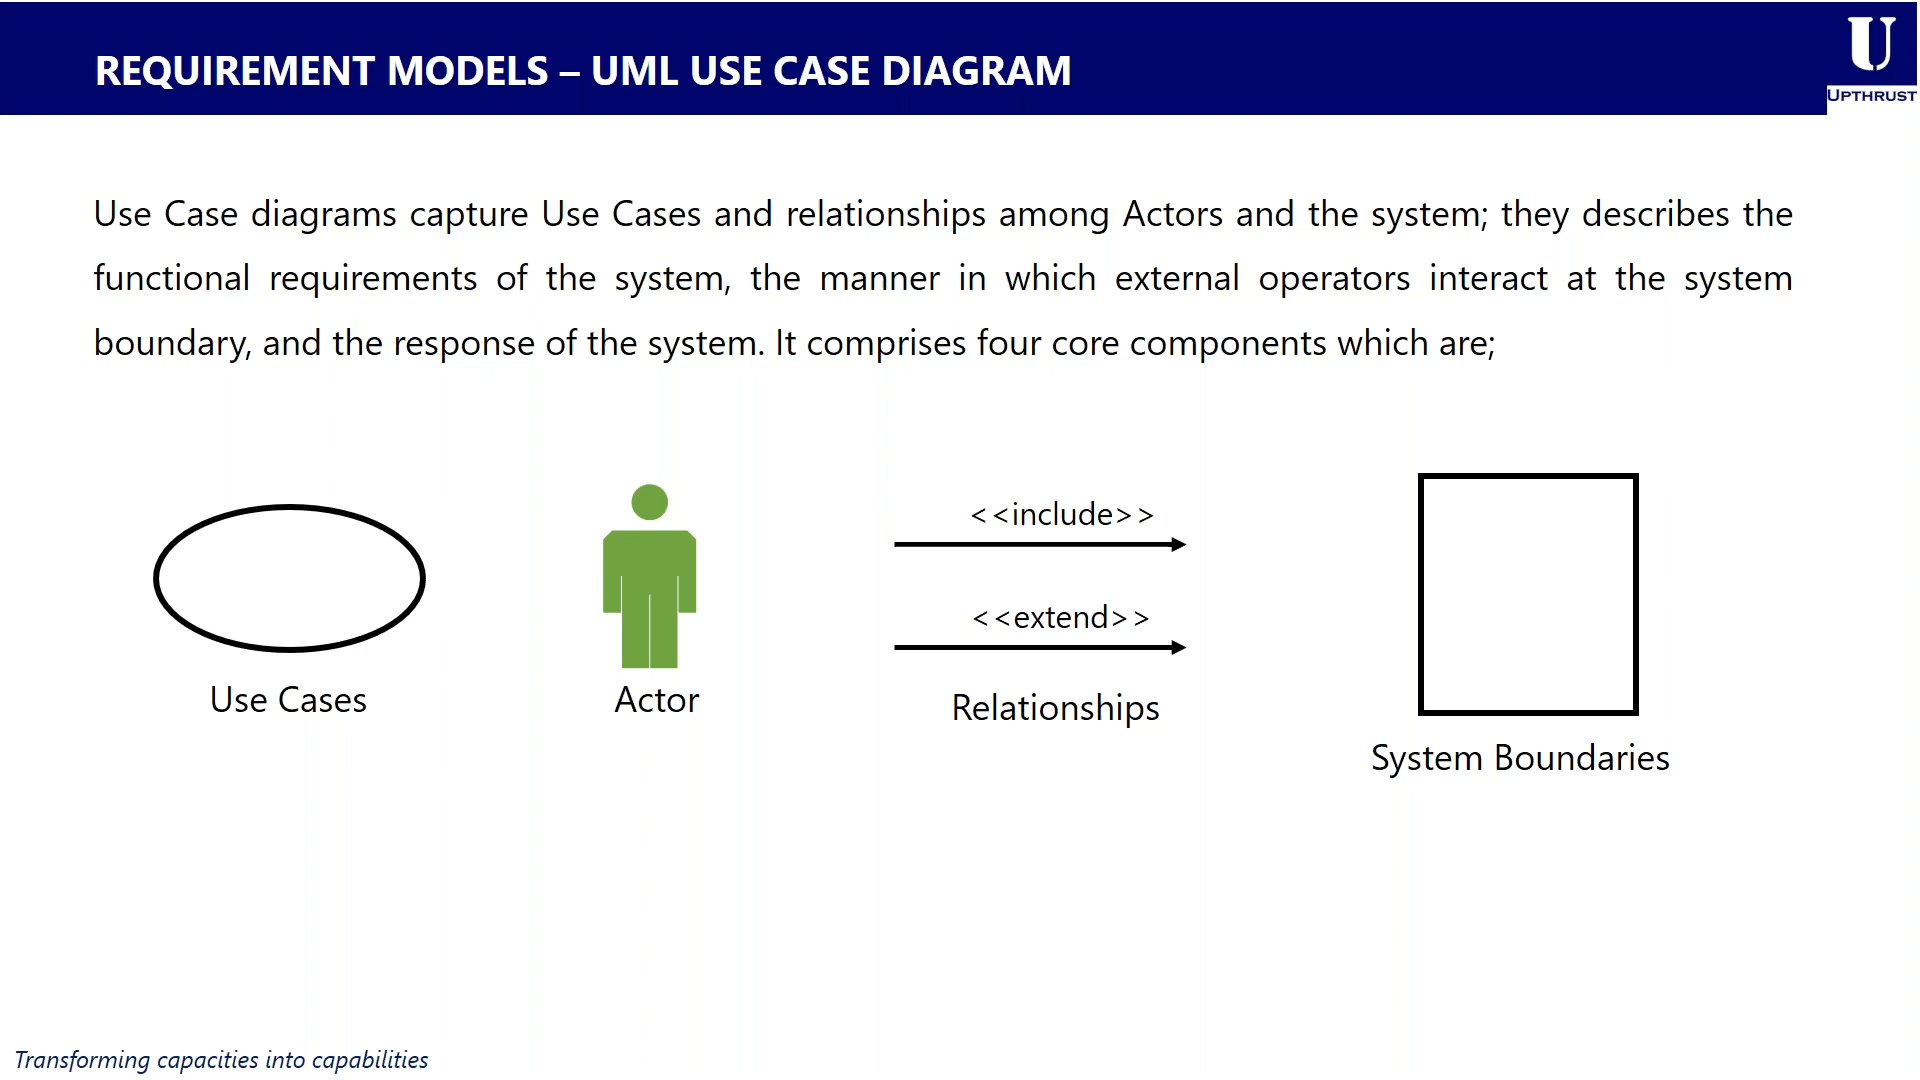 REQUIREMENT MODELS – UML USE CASE DIAGRAM
U
UPTHRUST
Use Case diagrams capture Use Cases and relationships among Actors and the system; they describes the
functional requirements of the system, the manner in which external operators interact at the system
boundary, and the response of the system. It comprises four core components which are;
<<include>>
<<extend>>
Use Cases
Actor
Relationships
System Boundaries
Transforming capacities into capabilities